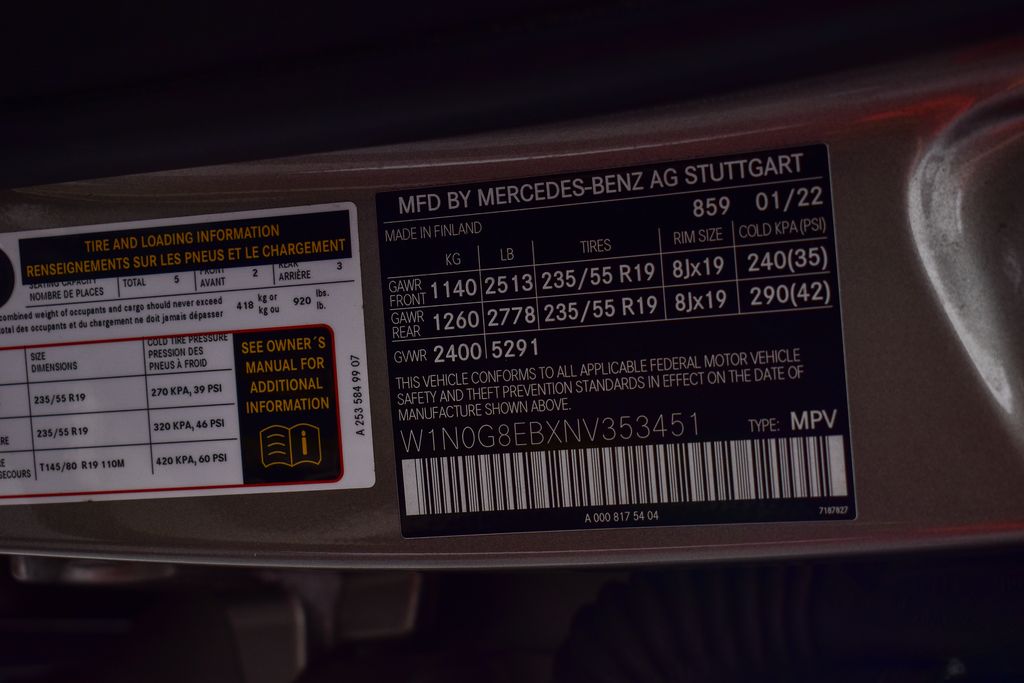 TIRE AND LOADING INFORMATION
RENSEIGNEMENTS SUR LES PNEUS ET LE CHARGEMENT
SEATING CAPACITY
NOMBRE DE PLACES
TOTAL 5
FRONT
AVANT 2
REAR
ARRIÈRE 3
combined weight of occupants and cargo should never exceed
total des occupants et du chargement ne doit jamais dépasser
418 kg or
kg ou
920 lbs.
lb.
SIZE
DIMENSIONS
COLD TIRE PRESSURE
PRESSION DES
PNEUS À FROID
235/55 R19 270 KPA, 39 PSI
235/55 R19 320 KPA, 46 PSI
SECOURS T145/80 R19 110M 420 KPA, 60 PSI
SEE OWNER´S
MANUAL FOR
ADDITIONAL
INFORMATION
A 253 584 99 07
MFD BY MERCEDES-BENZ AG STUTTGART
859 01/22
MADE IN FINLAND
KG LB TIRES RIM SIZE COLD KPA (PSI)
GAWR
FRONT 1140 2513 235/55 R19 8Jx19 240(35)
GAWR
REAR 1260 2778 235/55 R19 8Jx19 290(42)
GVWR 2400 5291
THIS VEHICLE CONFORMS TO ALL APPLICABLE FEDERAL MOTOR VEHICLE
SAFETY AND THEFT PREVENTION STANDARDS IN EFFECT ON THE DATE OF
MANUFACTURE SHOWN ABOVE.
W1N0G8EBXNV353451 TYPE: MPV
A 000 817 54 04
7187827